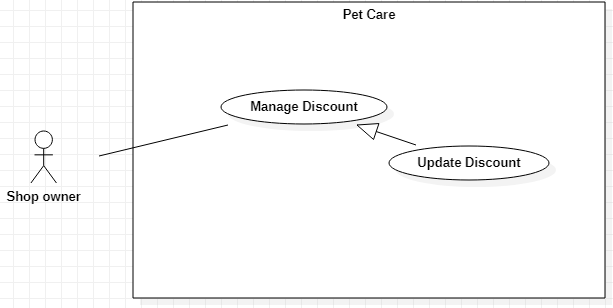 Pet Care
Manage Discount
Update Discount
Shop owner